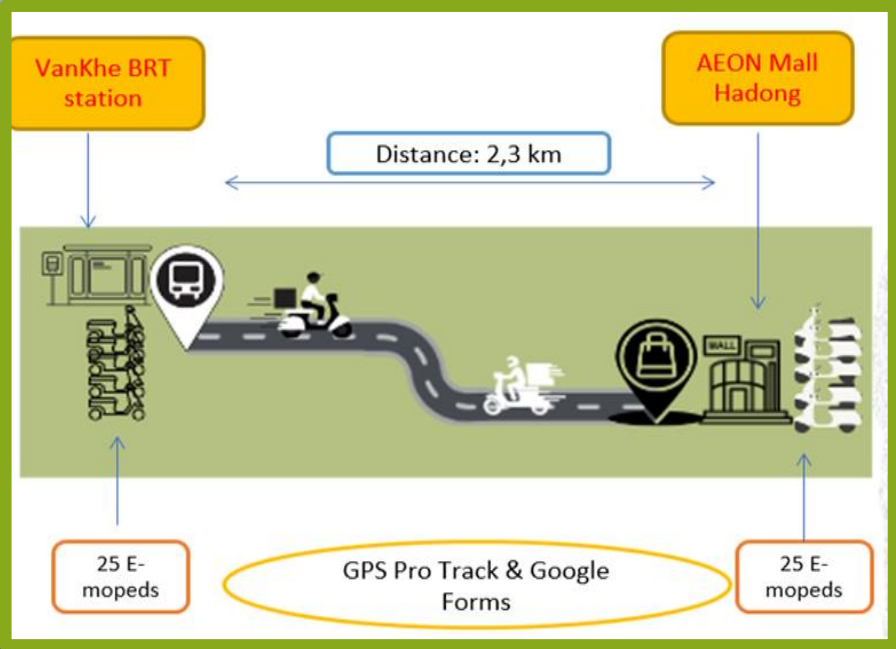 VanKhe BRT
station
AEON Mall
Hadong
Distance: 2,3 km
MALL
25 E-
mopeds
GPS Pro Track & Google
Forms
25 E-
mopeds